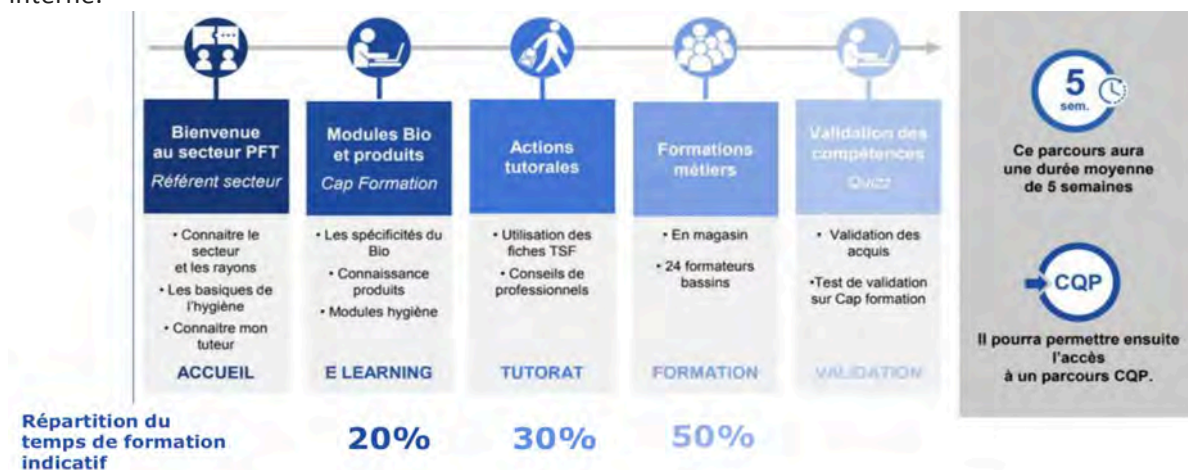 interne.
Bienvenue
au secteur PFT
Référent secteur
• Connaitre le
secteur
et les rayons
• Les basiques de
l'hygiène
• Connaitre mon
tuteur
ACCUEIL
Modules Bio
et produits
Cap Formation
• Les spécificités du
Bio
• Connaissance
produits
• Modules hygiène
E LEARNING
Actions
tutorales
• Utilisation des
fiches TSF
• Conseils de
professionnels
TUTORAT
Formations
métiers
• En magasin
• 24 formateurs
bassins
FORMATION
Validation des
compétences
Quizz
• Validation des
acquis
•Test de validation
sur Cap formation
VALIDATION
5
sem.
Ce parcours aura
une durée moyenne
de 5 semaines
CQP
Il pourra permettre ensuite
l'accès
à un parcours CQP.
Répartition du
temps de formation
indicatif
20%
30%
50%